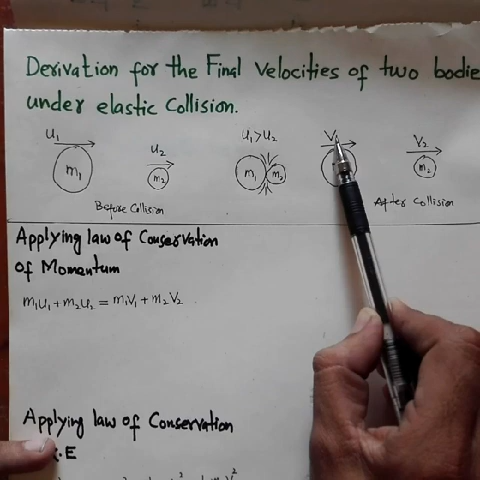 Derivation for the Final Velocities of two bodie
under elastic Collision.
u₁ u₂ u₁>u₂ V V₂
m₁ m₂ m₁ m₂ m₂
Before Collision After Collision
Applying law of Conservation
of Momentum
m₁u₁+m₂u₂ = m₁V₁+m₂V₂
Applying law of Conservation
K.E